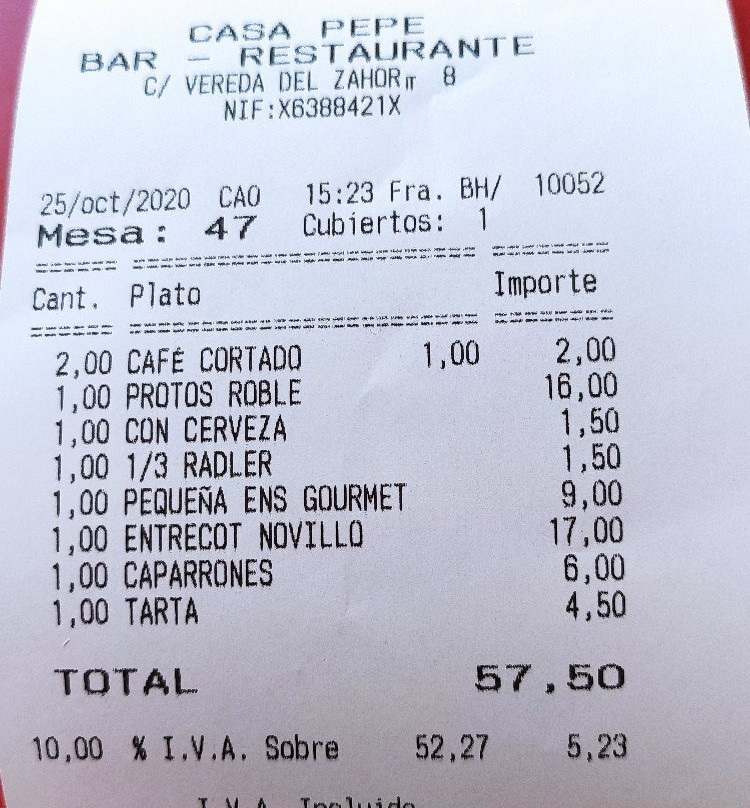 CASA PEPE
BAR - RESTAURANTE
C/ VEREDA DEL 8
NIF:X6388421X
25/oct/2020 CAO 15:23 Fra. BH/ 10052
Mesa: 47 Cubiertos: 1
Cant. Plato Importe
2,00 CAFÉ CORTADO 1,00 2,00
1,00 PROTOS ROBLE 16,00
1,00 CON CERVEZA 1,50
1,00 1/3 RADLER 1,50
1,00 PEQUEÑA ENS GOURMET 9,00
1,00 ENTRECOT NOVILLO 17,00
1,00 CAPARRONES 6,00
1,00 TARTA 4,50
TOTAL 57,50
10,00 % I.V.A. Sobre 52,27 5,23
I.V.A. Incluido